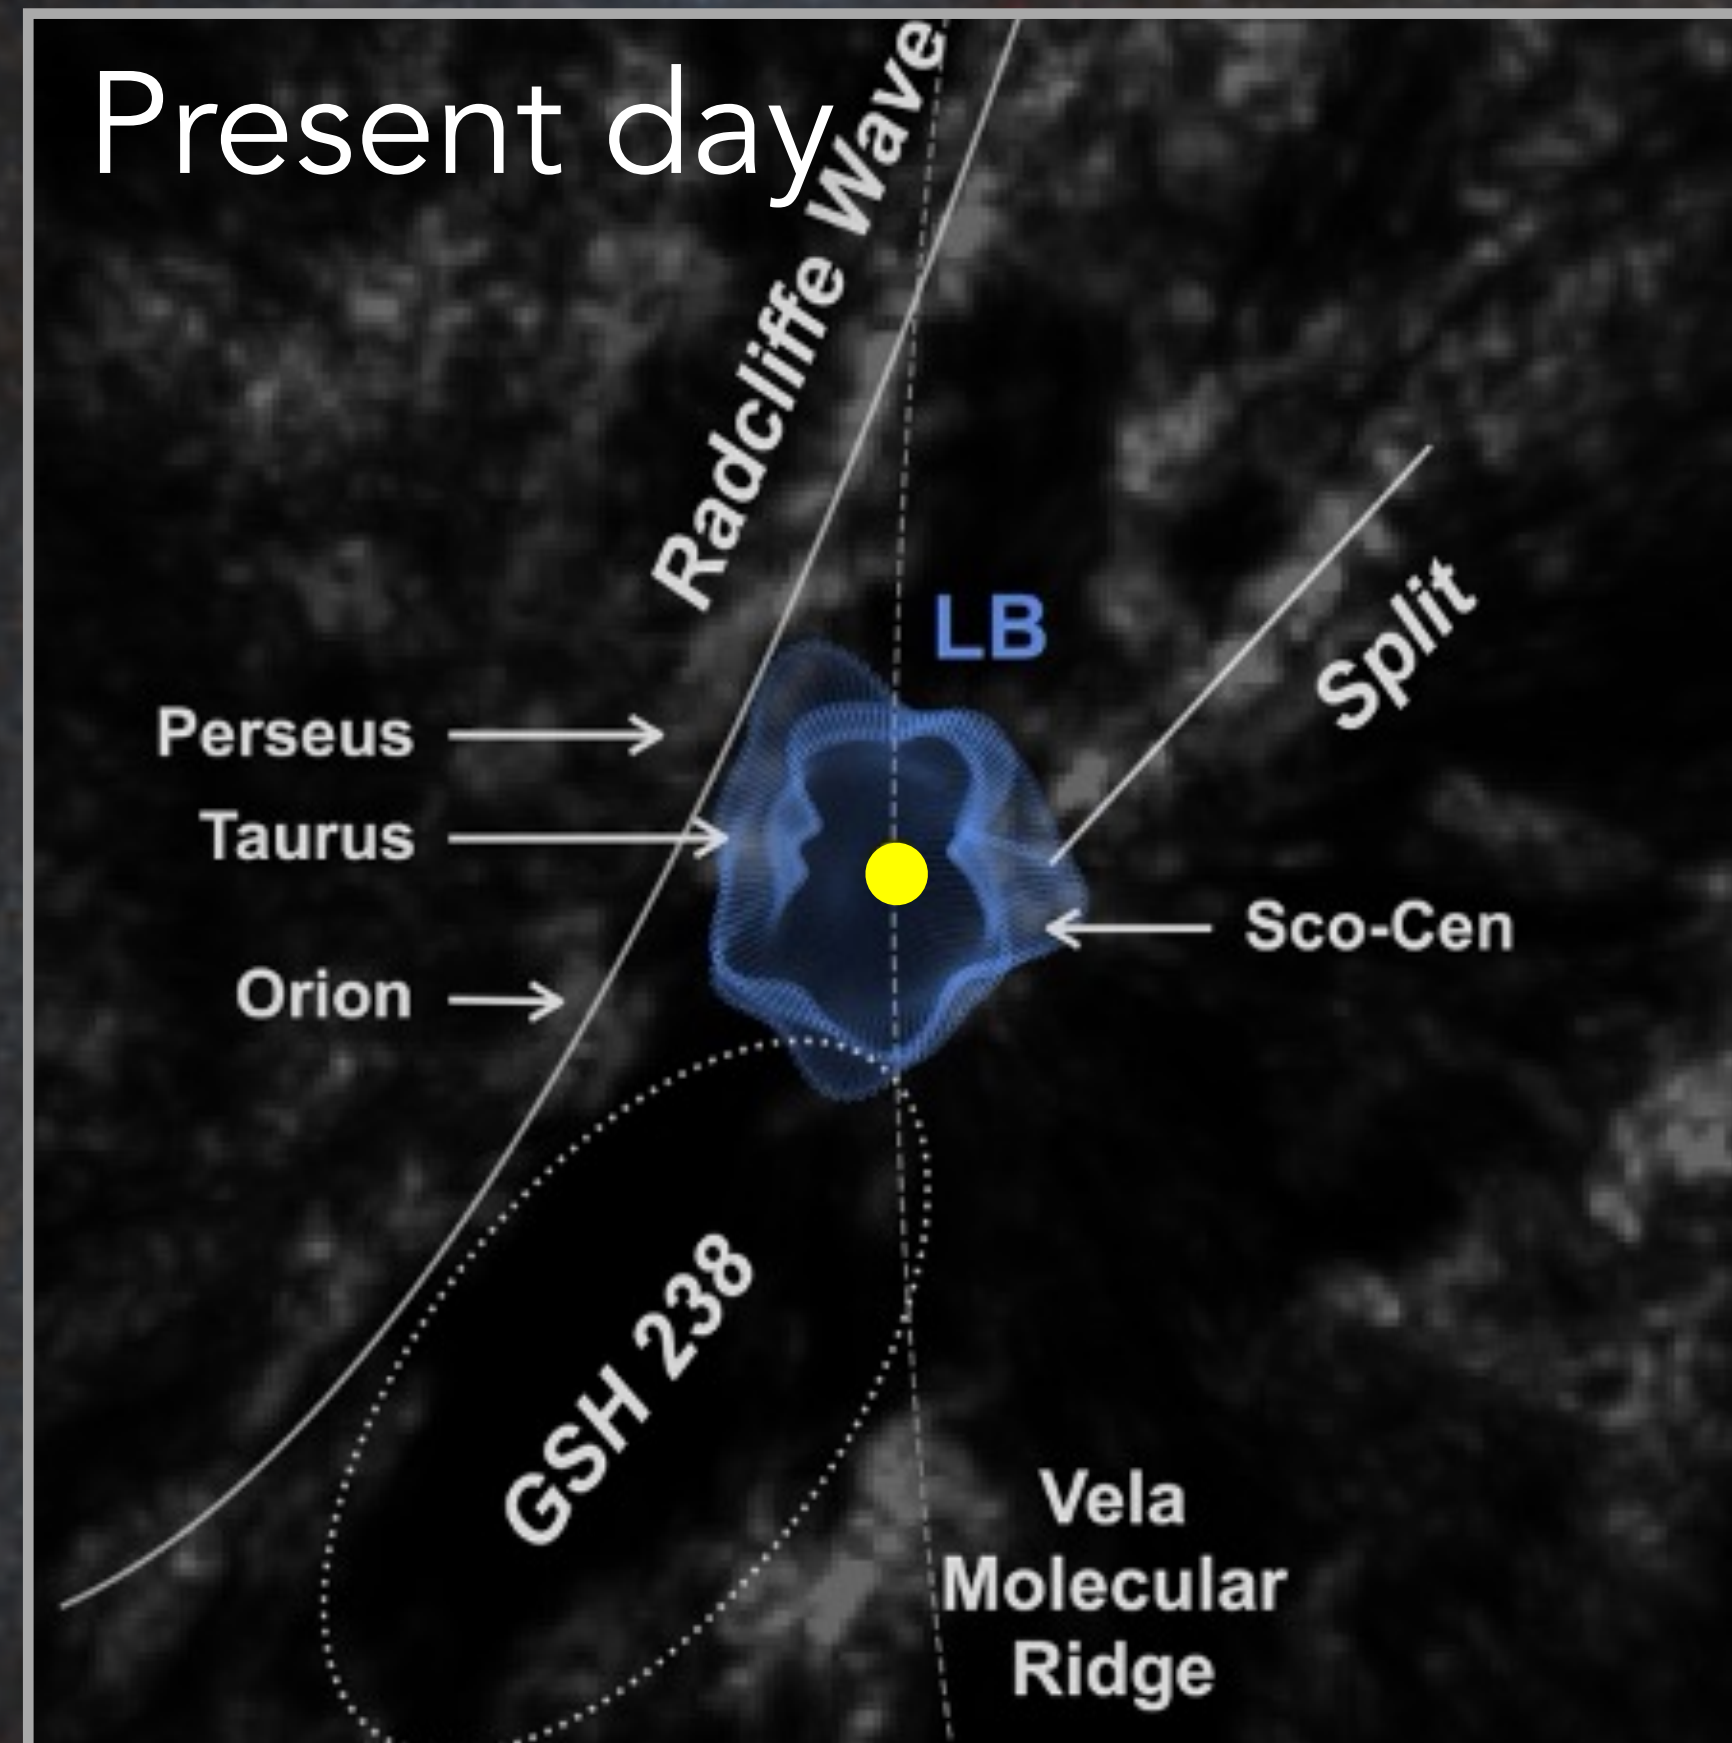 Present day
Radcliffe Wave
LB
Split
Perseus
Taurus
Sco-Cen
Orion
GSH 238
Vela
Molecular
Ridge